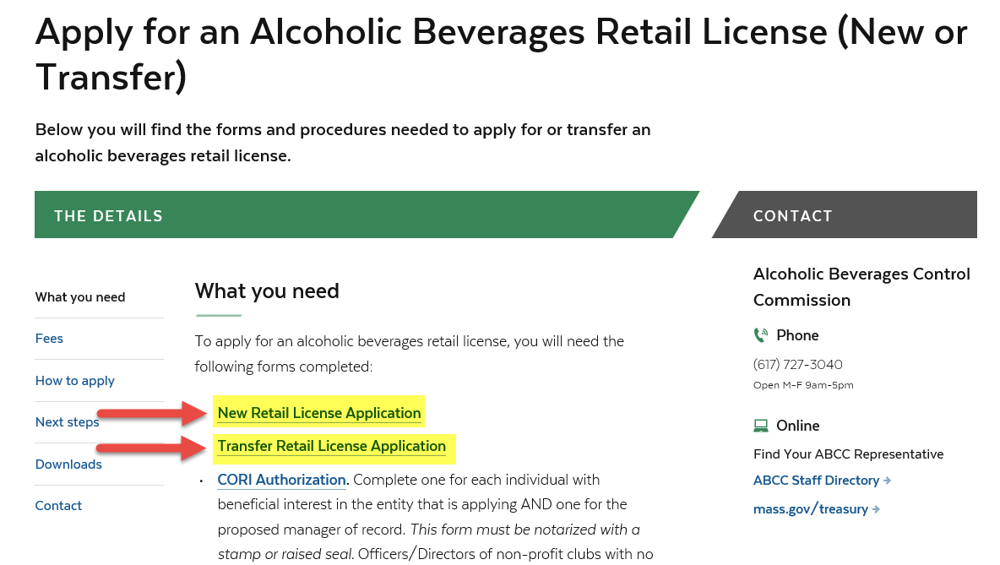 Apply for an Alcoholic Beverages Retail License (New or
Transfer)
Below you will find the forms and procedures needed to apply for or transfer an
alcoholic beverages retail license.
THE DETAILS
What you need
Fees
How to apply
Next steps
Downloads
Contact
What you need
To apply for an alcoholic beverages retail license, you will need the
following forms completed:
New Retail License Application
Transfer Retail License Application
• CORI Authorization. Complete one for each individual with
beneficial interest in the entity that is applying AND one for the
proposed manager of record. This form must be notarized with a
stamp or raised seal. Officers/Directors of non-profit clubs with no
CONTACT
Alcoholic Beverages Control
Commission
Phone
(617) 727-3040
Open M-F 9am-5pm
Online
Find Your ABCC Representative
ABCC Staff Directory
mass.gov/treasury